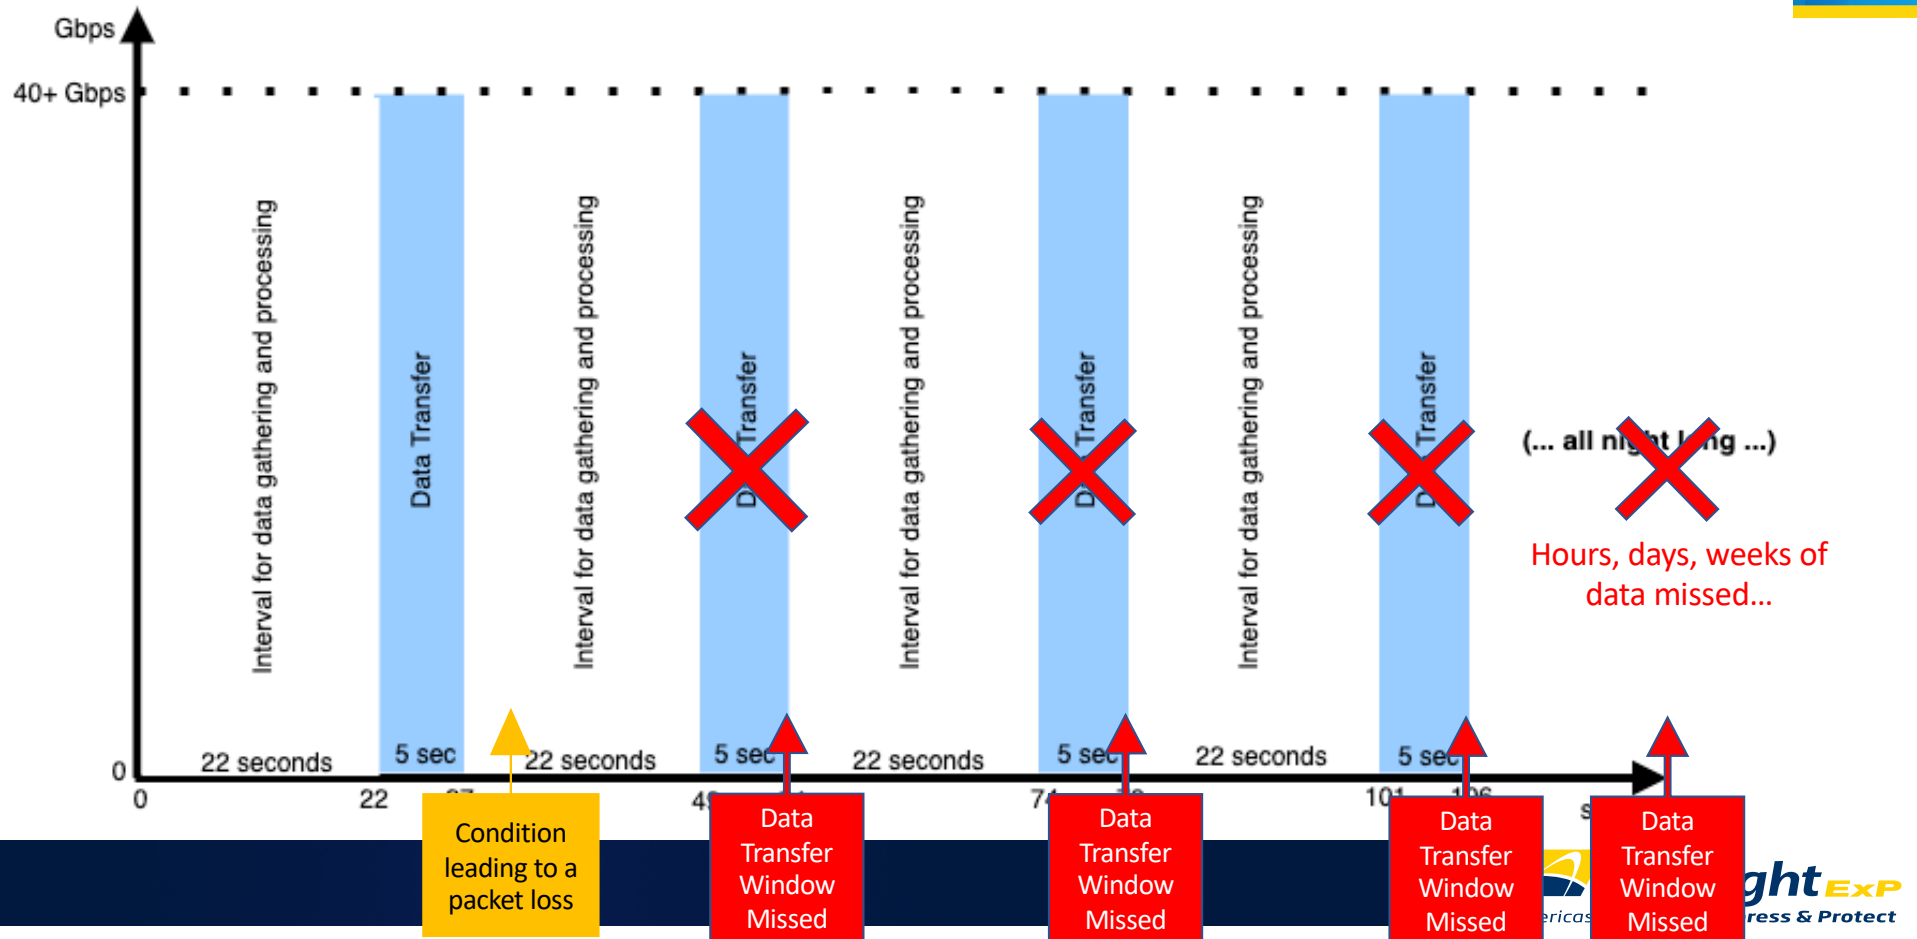 Gbps
40+ Gbps
Interval for data gathering and processing
Data Transfer
Interval for data gathering and processing
Transfer
Interval for data gathering and processing
Transfer
Interval for data gathering and processing
Transfer
(... all night long ...)
Hours, days, weeks of
data missed...
22 seconds
5 sec
22 seconds
5 sec
22 seconds
5 sec
22 seconds
5 sec
0
0
22
101
106
Condition
leading to a
packet loss
Data
Transfer
Window
Missed
Data
Transfer
Window
Missed
Data
Transfer
Window
Missed
Data
Transfer
Window
Missed
ght ExP
ericas
ress & Protect